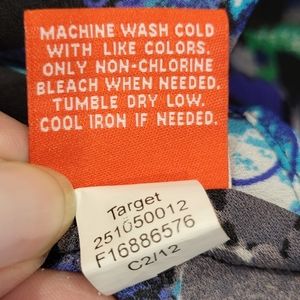 MACHINE WASH COLD
WITH LIKE COLORS.
ONLY NON-CHLORINE
BLEACH WHEN NEEDED.
TUMBLE DRY LOW.
COOL IRON IF NEEDED.
Target
251050012
F16886576
C2/12